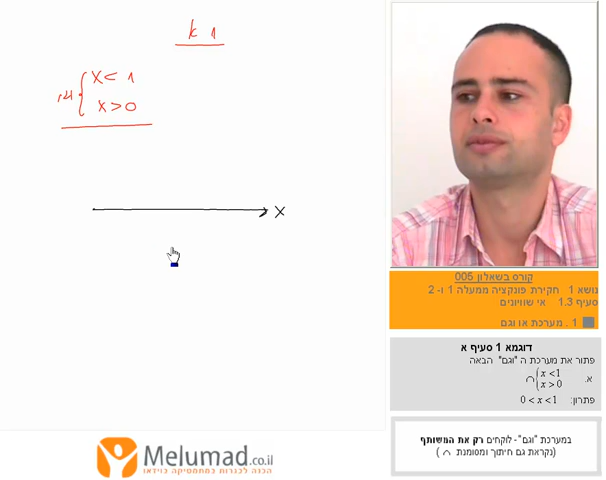 א 1
וגם { x < 1
x > 0
x
קורס בשאלון 005
נושא 1 חקירת פונקציה ממעלה 1 ו- 2
סעיף 1.3 אי שוויונים
1 . מערכת או וגם
דוגמא 1 סעיף א
פתור את מערכת ה "וגם" הבאה
א. ∩ { x < 1
x > 0
פתרון: 0 < x < 1
במערכת "וגם"- לוקחים רק את המשותף
(נקראת גם חיתוך ומסומנת ∩ )
Melumad.co.il
הכנה לבגרות במתמטיקה בוידאו